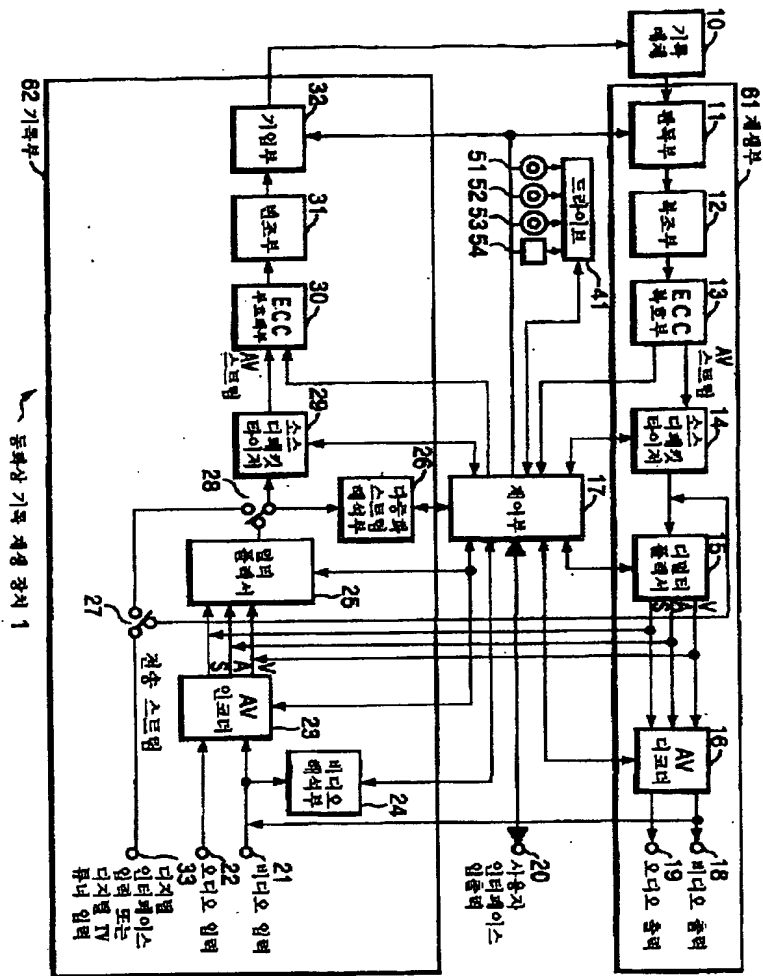 61 재생부
10
기록
매체
11
판독부
12
복조부
13
ECC
복호부
AV
스트림
14
소스
디패킷
타이저
15
디멀티
플렉서
V
A
S
16
AV
디코더
18
비디오 출력
19
오디오 출력
51
52
53
54
드라이브
41
17
제어부
20
사용자
인터페이스
입출력
62 기록부
32
기입부
31
변조부
30
ECC
부호화부
AV
스트림
29
소스
디패킷
타이저
28
26
다중화
스트림
해석부
25
멀티
플렉서
V
A
S
23
AV
인코더
24
비디오
해석부
21
비디오 입력
22
오디오 입력
27
전송 스트림
33
디지털
인터페이스
입력 또는
디지털 TV
튜너 입력
동화상 기록 재생 장치 1